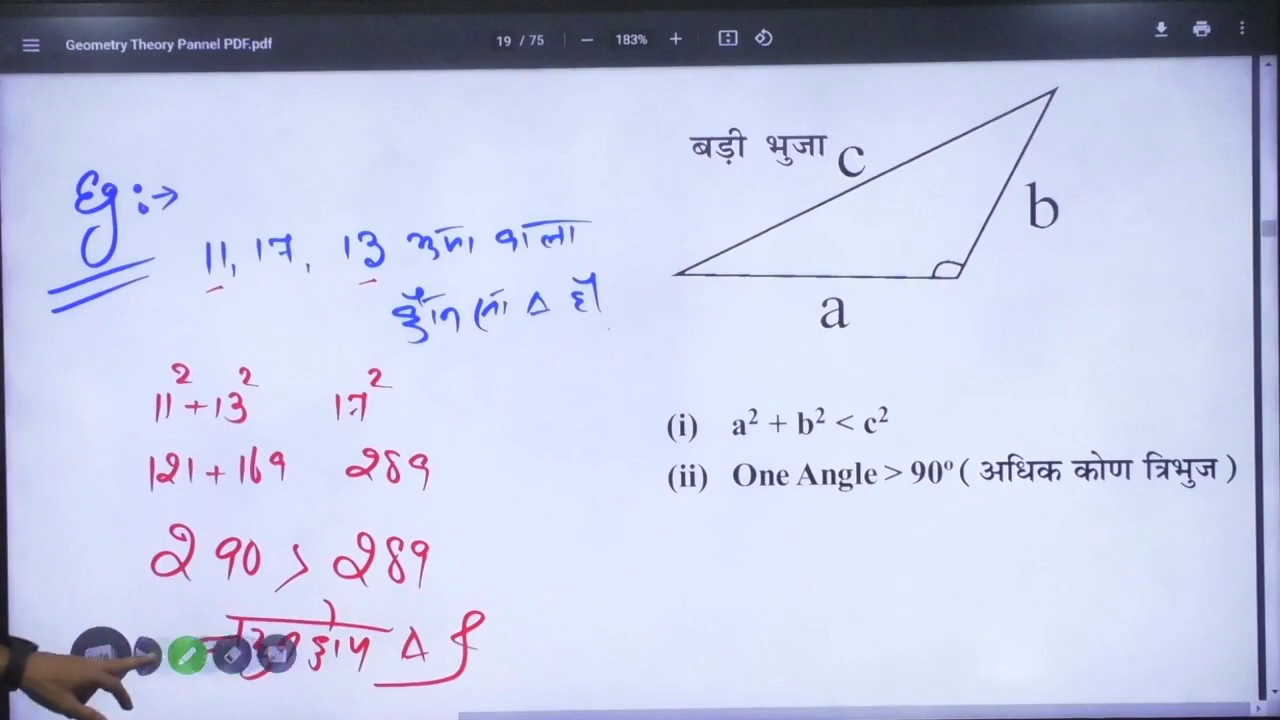 Geometry Theory Pannel PDF.pdf 19 / 75 183%
बड़ी भुजा c
b
a
Eg:→
11, 17, 13 भुजा वाला
कौन सा Δ है
11² + 13² 17²
121 + 169 289
290 > 289
Δ
(i) a² + b² < c²
(ii) One Angle > 90° ( अधिक कोण त्रिभुज )